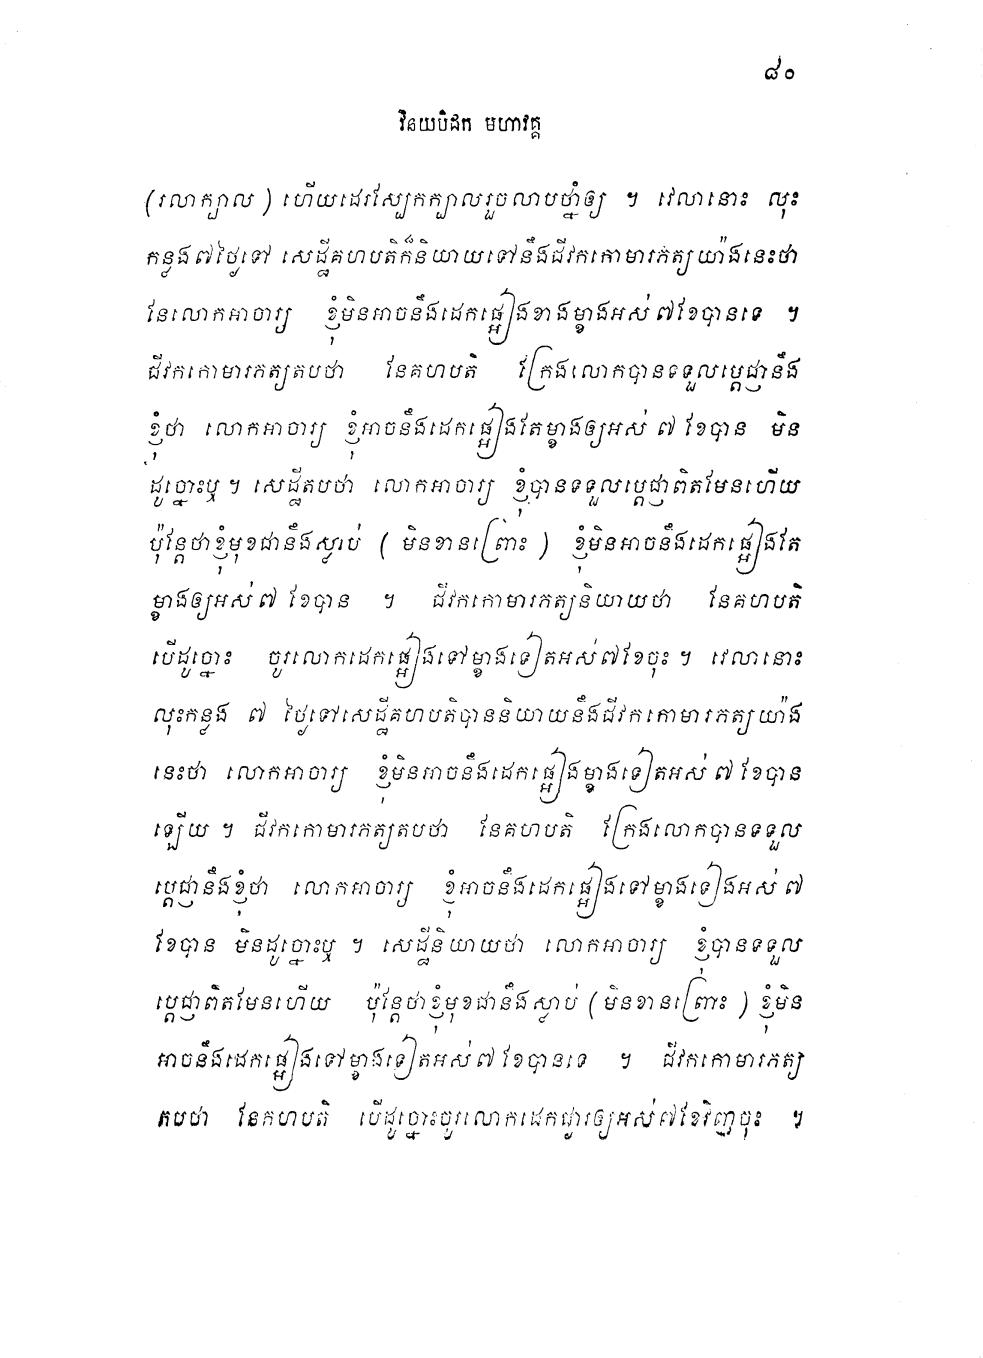 ៨០
វិនយបិដក មហាវគ្គ
(រលាក្បាល) ហើយដេរស្បែកក្បាលរួចលាបថ្នាំឲ្យ ។ វេលានោះ លុះ
កន្លង៧ថ្ងៃទៅ សេដ្ឋីគហបតិក៏និយាយទៅនឹងជីវកកោមារភត្យយ៉ាងនេះថា
នែលោកអាចារ្យ ខ្ញុំមិនអាចនឹងដេកផ្អៀងខាងម្ខាងអស់ ៧ខែបានទេ ។
ជីវកកោមារភត្យតបថា នែគហបតិ ក្រែងលោកបានទទួលប្តេជ្ញានឹង
ខ្ញុំថា លោកអាចារ្យ ខ្ញុំអាចនឹងដេកផ្អៀងតែម្ខាងឲ្យអស់ ៧ ខែបាន មិន
ដូច្នោះឬ ។ សេដ្ឋីតបថា លោកអាចារ្យ ខ្ញុំបានទទួលប្តេជ្ញាពិតមែនហើយ
ប៉ុន្តែថាខ្ញុំមុខជានឹងស្លាប់ (មិនខានព្រោះ) ខ្ញុំមិនអាចនឹងដេកផ្អៀងតែ
ម្ខាងឲ្យអស់ ៧ ខែបាន ។ ជីវកកោមារភត្យនិយាយថា នែគហបតិ
បើដូច្នោះ ចូរលោកដេកផ្អៀងទៅម្ខាងទៀតអស់៧ខែចុះ ។ វេលានោះ
លុះកន្លង ៧ ថ្ងៃទៅសេដ្ឋីគហបតិបាននិយាយនឹងជីវកកោមារភត្យយ៉ាង
នេះថា លោកអាចារ្យ ខ្ញុំមិនអាចនឹងដេកផ្អៀងម្ខាងទៀតអស់ ៧ ខែបាន
ឡើយ ។ ជីវកកោមារភត្យតបថា នែគហបតិ ក្រែងលោកបានទទួល
ប្តេជ្ញានឹងខ្ញុំថា លោកអាចារ្យ ខ្ញុំអាចនឹងដេកផ្អៀងទៅម្ខាងទៀងអស់ ៧
ខែបាន មិនដូច្នោះឬ ។ សេដ្ឋីនិយាយថា លោកអាចារ្យ ខ្ញុំបានទទួល
ប្តេជ្ញាពិតមែនហើយ ប៉ុន្តែថាខ្ញុំមុខជានឹងស្លាប់ (មិនខានព្រោះ) ខ្ញុំមិន
អាចនឹងដេកផ្អៀងទៅម្ខាងទៀតអស់ ៧ ខែបានទេ ។ ជីវកកោមារភត្យ
តបថា នែគហបតិ បើដូច្នោះចូរលោកដេកផ្ងារឲ្យអស់ ៧ខែវិញចុះ ។